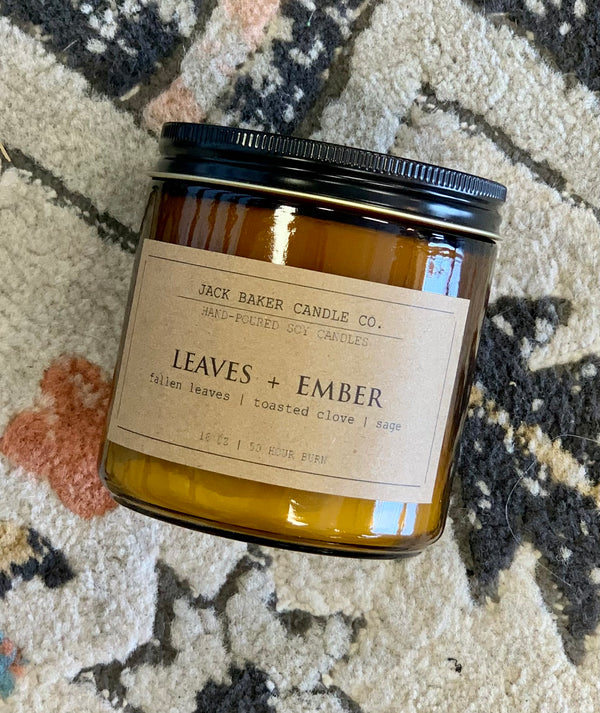 JACK BAKER CANDLE CO.
HAND-POURED SOY CANDLES
LEAVES + EMBER
fallen leaves | toasted clove | sage
16 OZ | 50 HOUR BURN